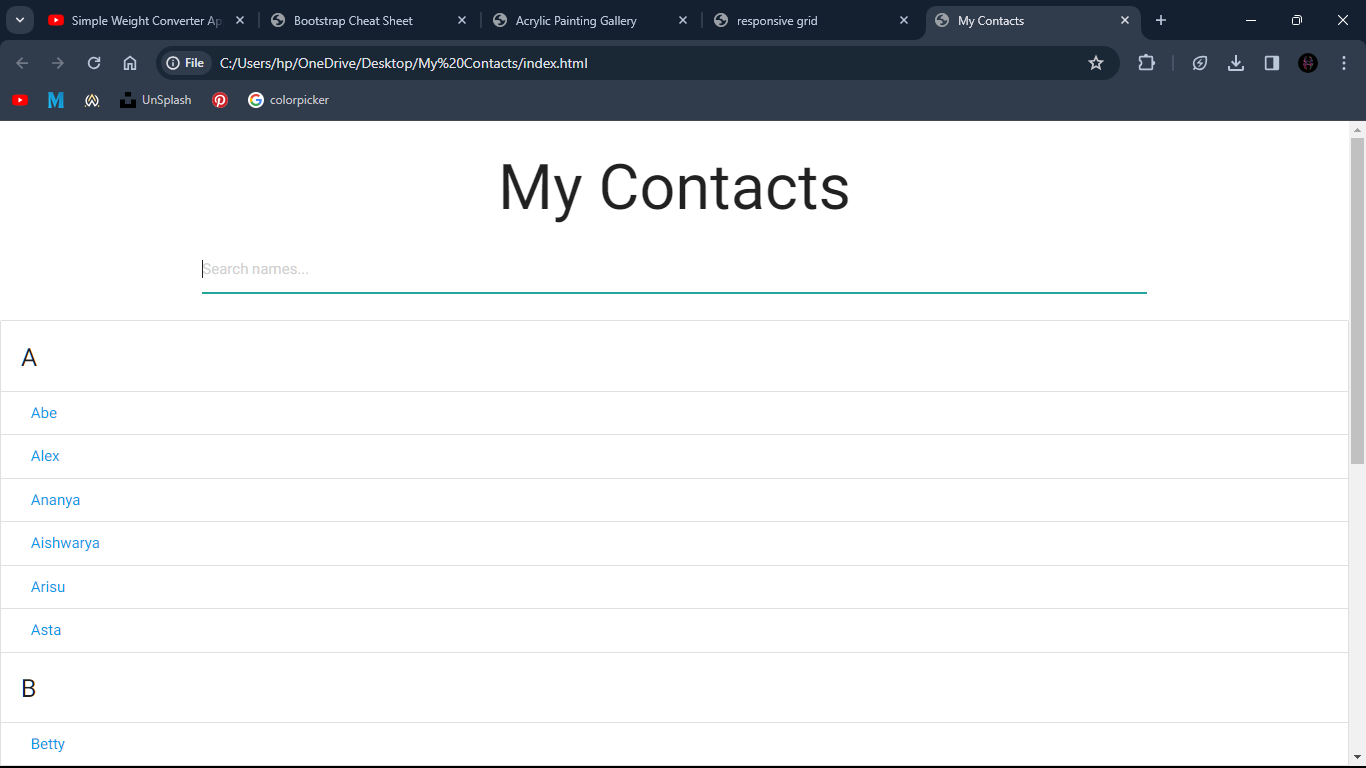 Simple Weight Converter Ap
Bootstrap Cheat Sheet
Acrylic Painting Gallery
responsive grid
My Contacts
File
C:/Users/hp/OneDrive/Desktop/My%20Contacts/index.html
UnSplash
colorpicker
My Contacts
Search names...
A
Abe
Alex
Ananya
Aishwarya
Arisu
Asta
B
Betty